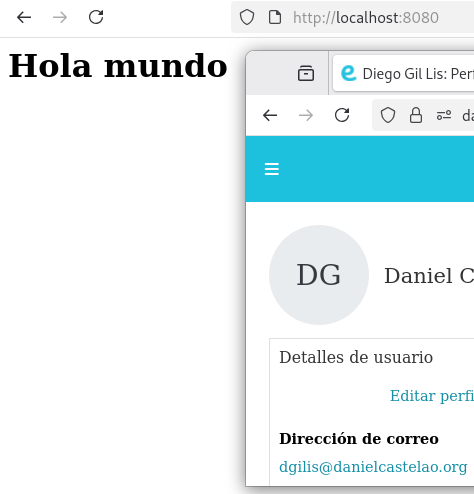 http://localhost:8080
Hola mundo
Diego Gil Lis: Per
da
DG
Daniel C
Detalles de usuario
Editar perfi
Dirección de correo
dgilis@danielcastelao.org